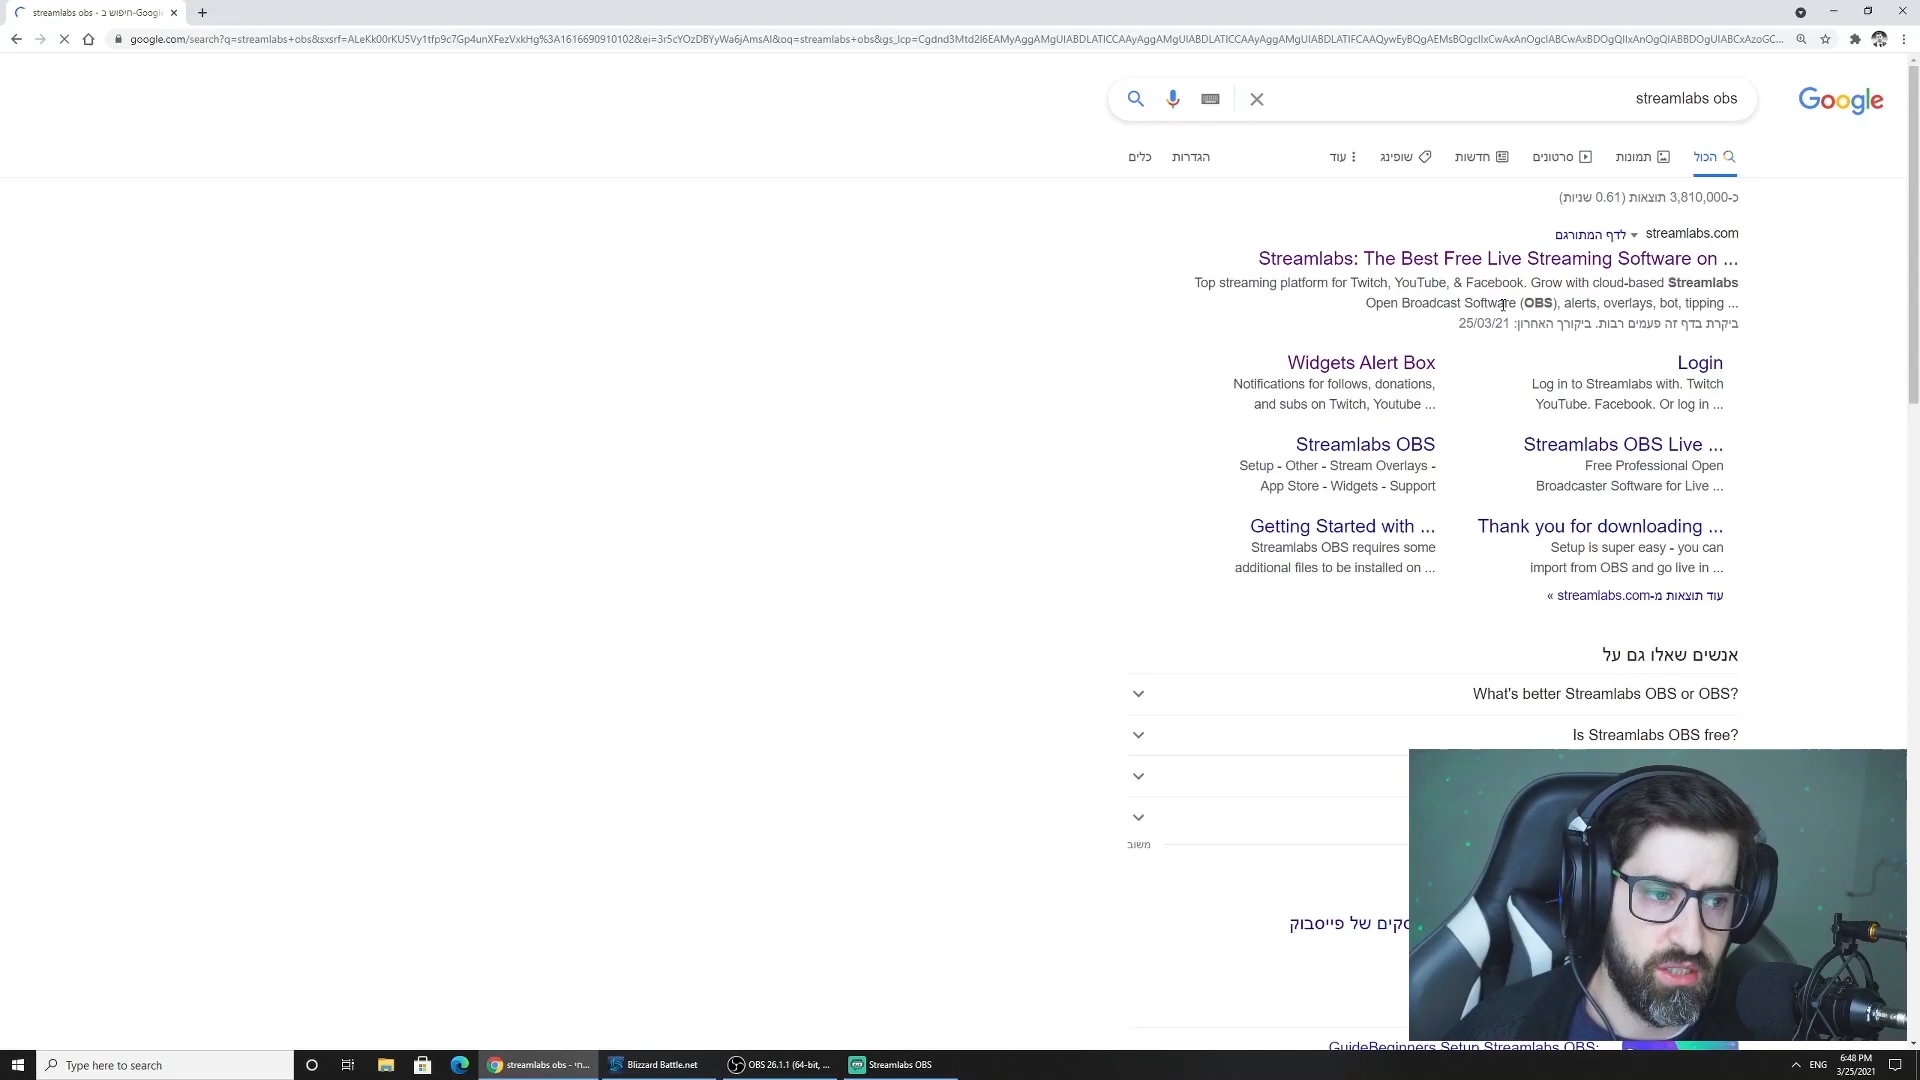 streamlabs obs - חיפוש ב-Google
google.com/search?q=streamlabs+obs&sxsrf=ALeKk00rKU5Vy1tfp9c7Gp4unXFezVxkHg%3A1616690910102&ei=3r5cYOzDBYyWa6jAmsAI&oq=streamlabs+obs&gs_lcp=
streamlabs obs
Google
הכול תמונות סרטונים חדשות שופינג עוד הגדרות כלים
כ-3,810,000 תוצאות (0.61 שניות)
streamlabs.com לדף המתורגם
Streamlabs: The Best Free Live Streaming Software on ...
Top streaming platform for Twitch, YouTube, & Facebook. Grow with cloud-based Streamlabs
Open Broadcast Software (OBS), alerts, overlays, bot, tipping ...
ביקרת בדף זה פעמים רבות. ביקורך האחרון: 25/03/21
Login
Log in to Streamlabs with. Twitch
YouTube. Facebook. Or log in ...
Widgets Alert Box
Notifications for follows, donations,
and subs on Twitch, Youtube ...
Streamlabs OBS Live ...
Free Professional Open
Broadcaster Software for Live ...
Streamlabs OBS
Setup - Other - Stream Overlays -
App Store - Widgets - Support
Thank you for downloading ...
Setup is super easy - you can
import from OBS and go live in ...
Getting Started with ...
Streamlabs OBS requires some
additional files to be installed on ...
עוד תוצאות מ-streamlabs.com »
אנשים שאלו גם על
What's better Streamlabs OBS or OBS?
Is Streamlabs OBS free?
משוב
סקים של פייסבוק
GuideBeginners Setup Streamlabs OBS:
Type here to search
streamlabs obs - חי...
Blizzard Battle.net
OBS 26.1.1 (64-bit, ...
Streamlabs OBS
ENG
6:48 PM
3/25/2021